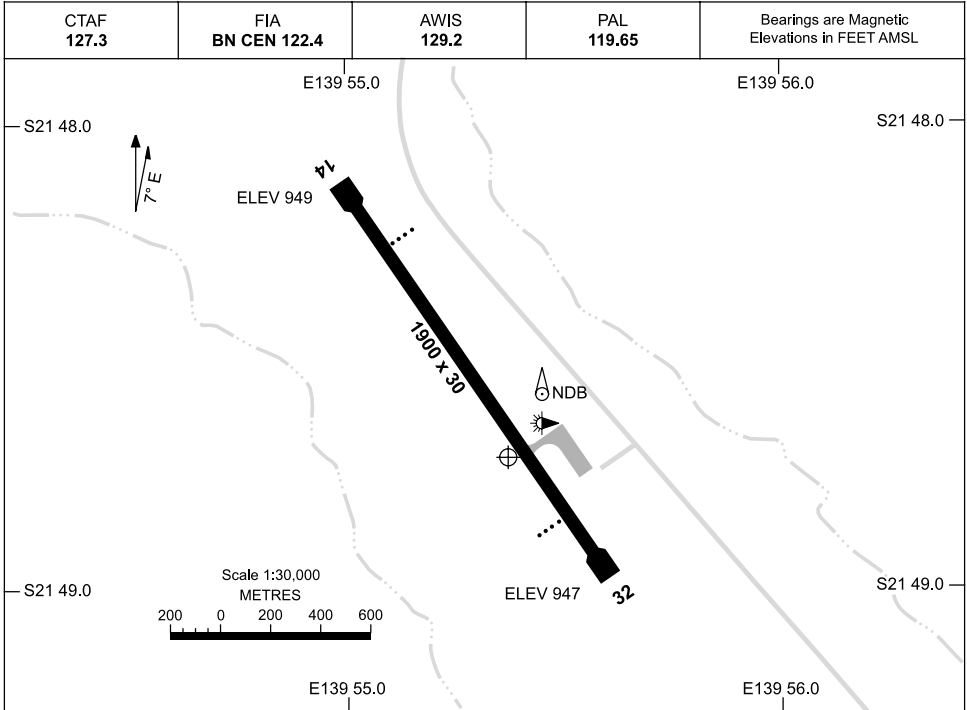 CTAF
127.3
FIA
BN CEN 122.4
AWIS
129.2
PAL
119.65
Bearings are Magnetic
Elevations in FEET AMSL
E139 55.0
E139 56.0
S21 48.0
S21 48.0
7° E
14
ELEV 949
1900 x 30
NDB
S21 49.0
S21 49.0
Scale 1:30,000
METRES
200 0 200 400 600
ELEV 947
32
E139 55.0
E139 56.0